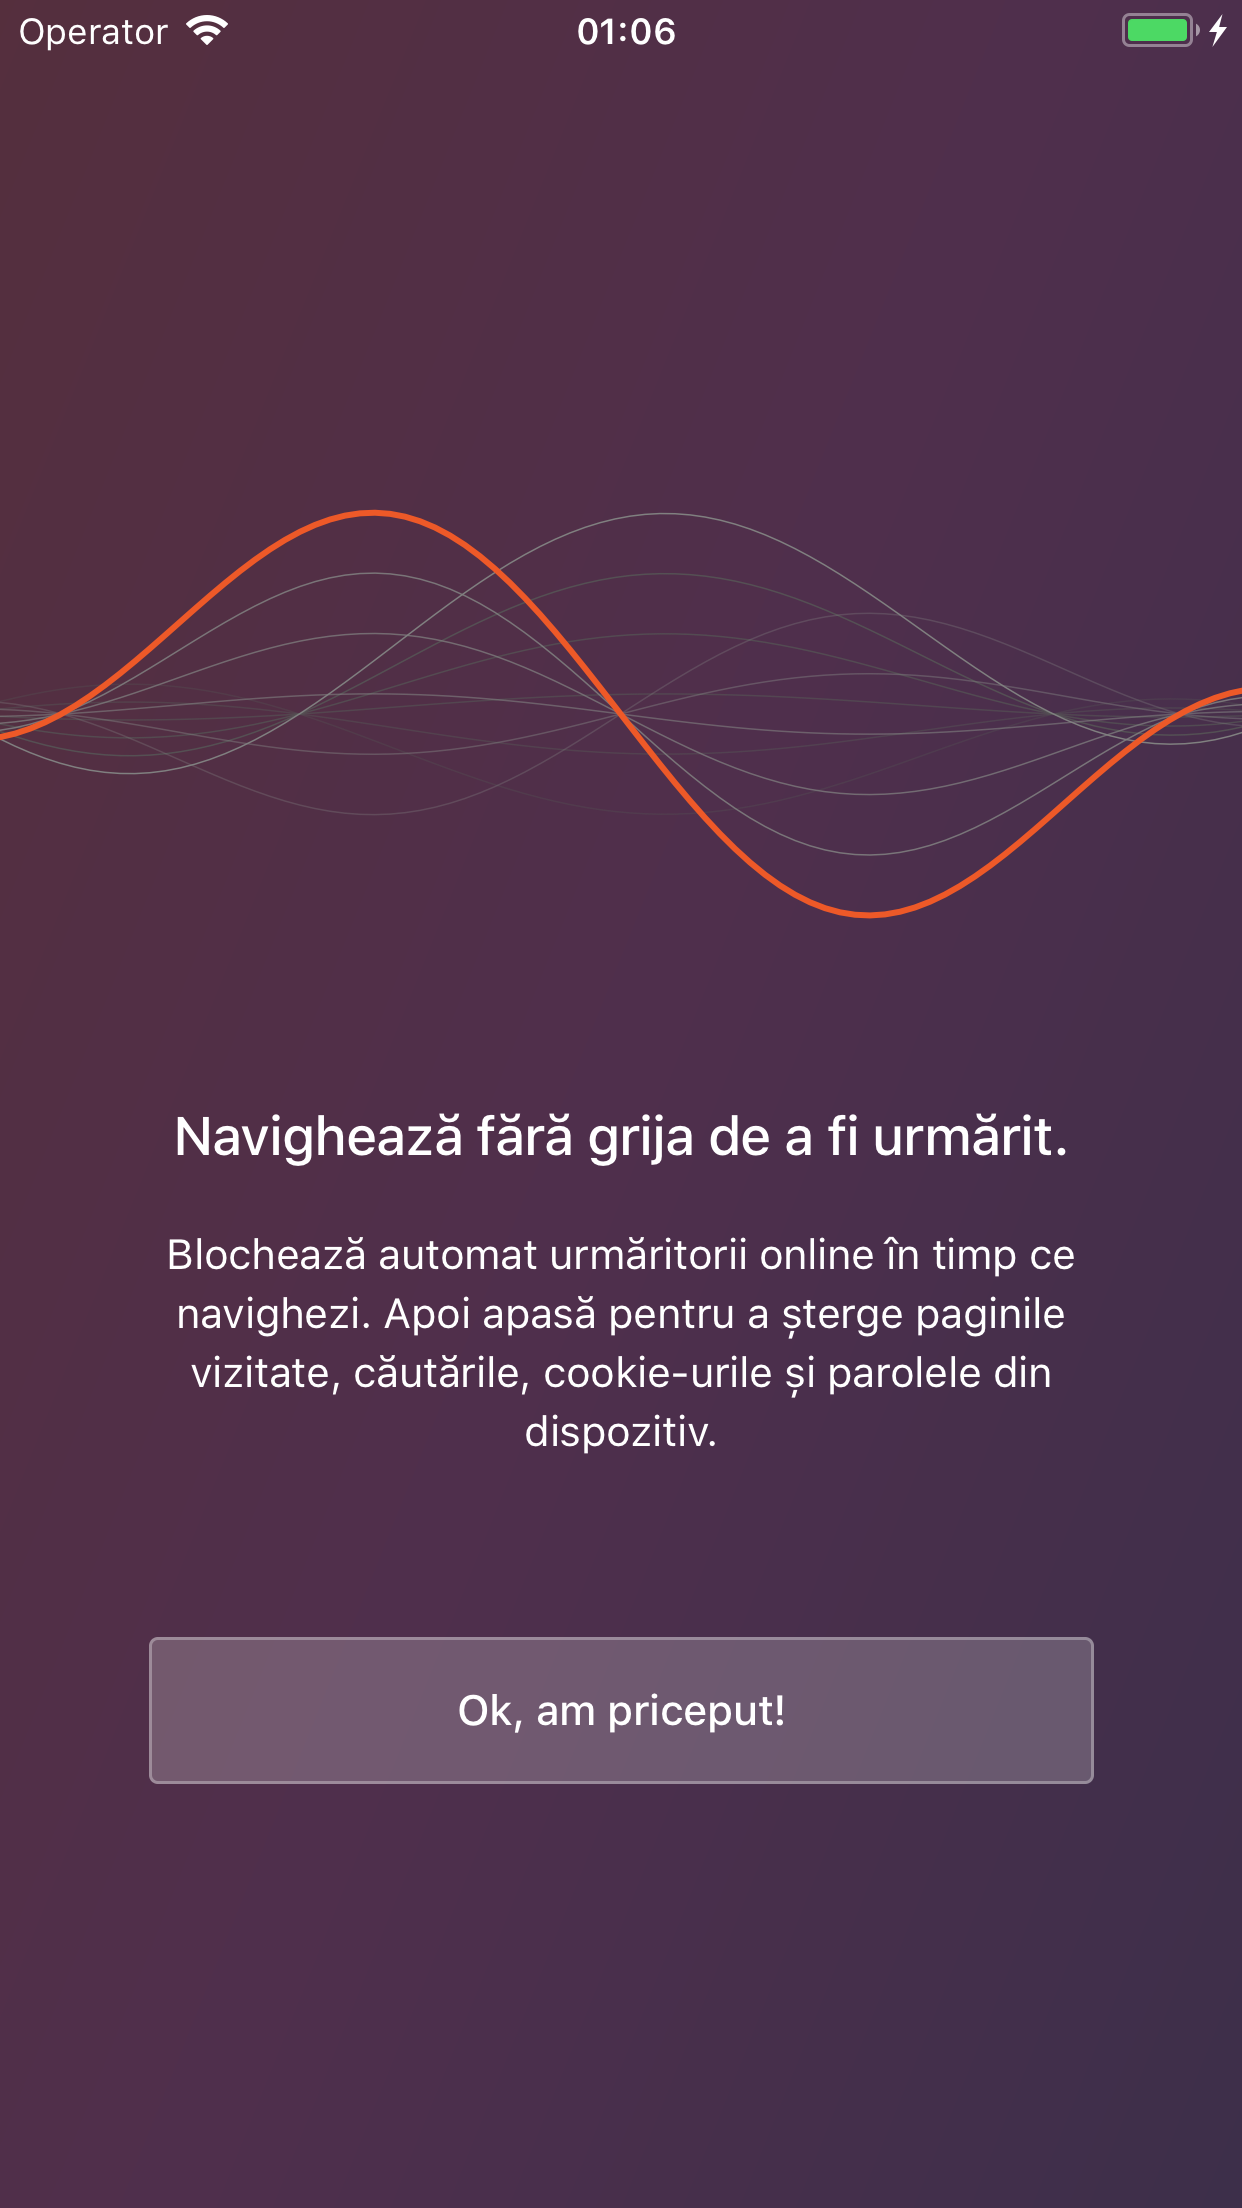 Operator 01:06
Navighează fără grija de a fi urmărit.
Blochează automat urmăritorii online în timp ce
navighezi. Apoi apasă pentru a șterge paginile
vizitate, căutările, cookie-urile și parolele din
dispozitiv.
Ok, am priceput!